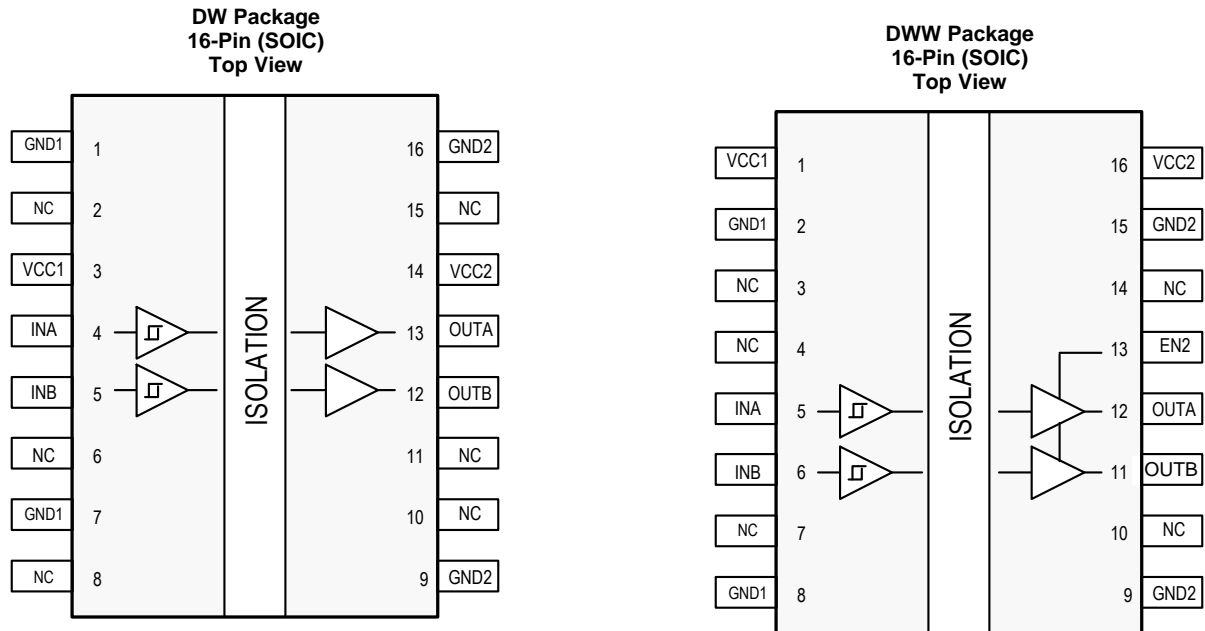 DW Package
16-Pin (SOIC)
Top View
GND1 1 16 GND2
NC 2 15 NC
VCC1 3 14 VCC2
INA 4 13 OUTA
INB 5 12 OUTB
NC 6 11 NC
GND1 7 10 NC
NC 8 9 GND2
ISOLATION
DWW Package
16-Pin (SOIC)
Top View
VCC1 1 16 VCC2
GND1 2 15 GND2
NC 3 14 NC
NC 4 13 EN2
INA 5 12 OUTA
INB 6 11 OUTB
NC 7 10 NC
GND1 8 9 GND2
ISOLATION